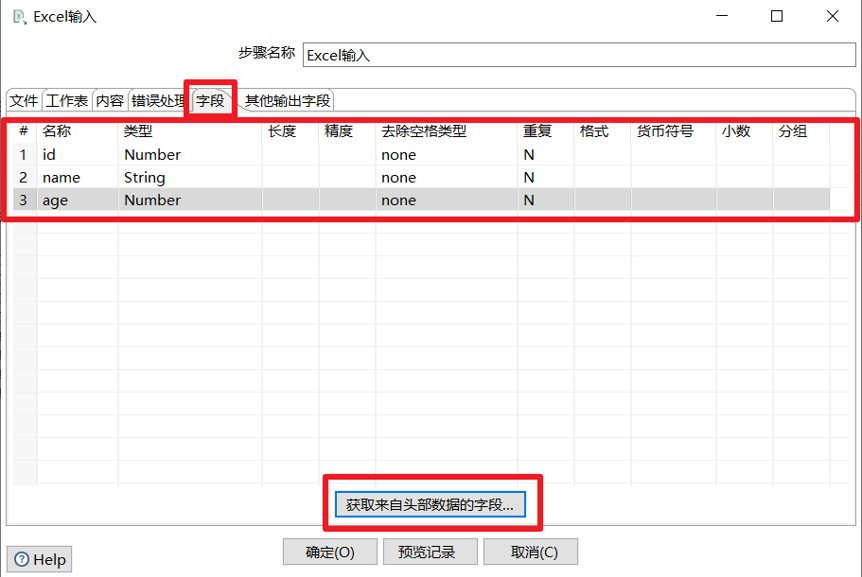 Excel输入
步骤名称 Excel输入
文件 工作表 内容 错误处理 字段 其他输出字段
# 名称 类型 长度 精度 去除空格类型 重复 格式 货币符号 小数 分组
1 id Number none N
2 name String none N
3 age Number none N
获取来自头部数据的字段...
Help 确定(O) 预览记录 取消(C)